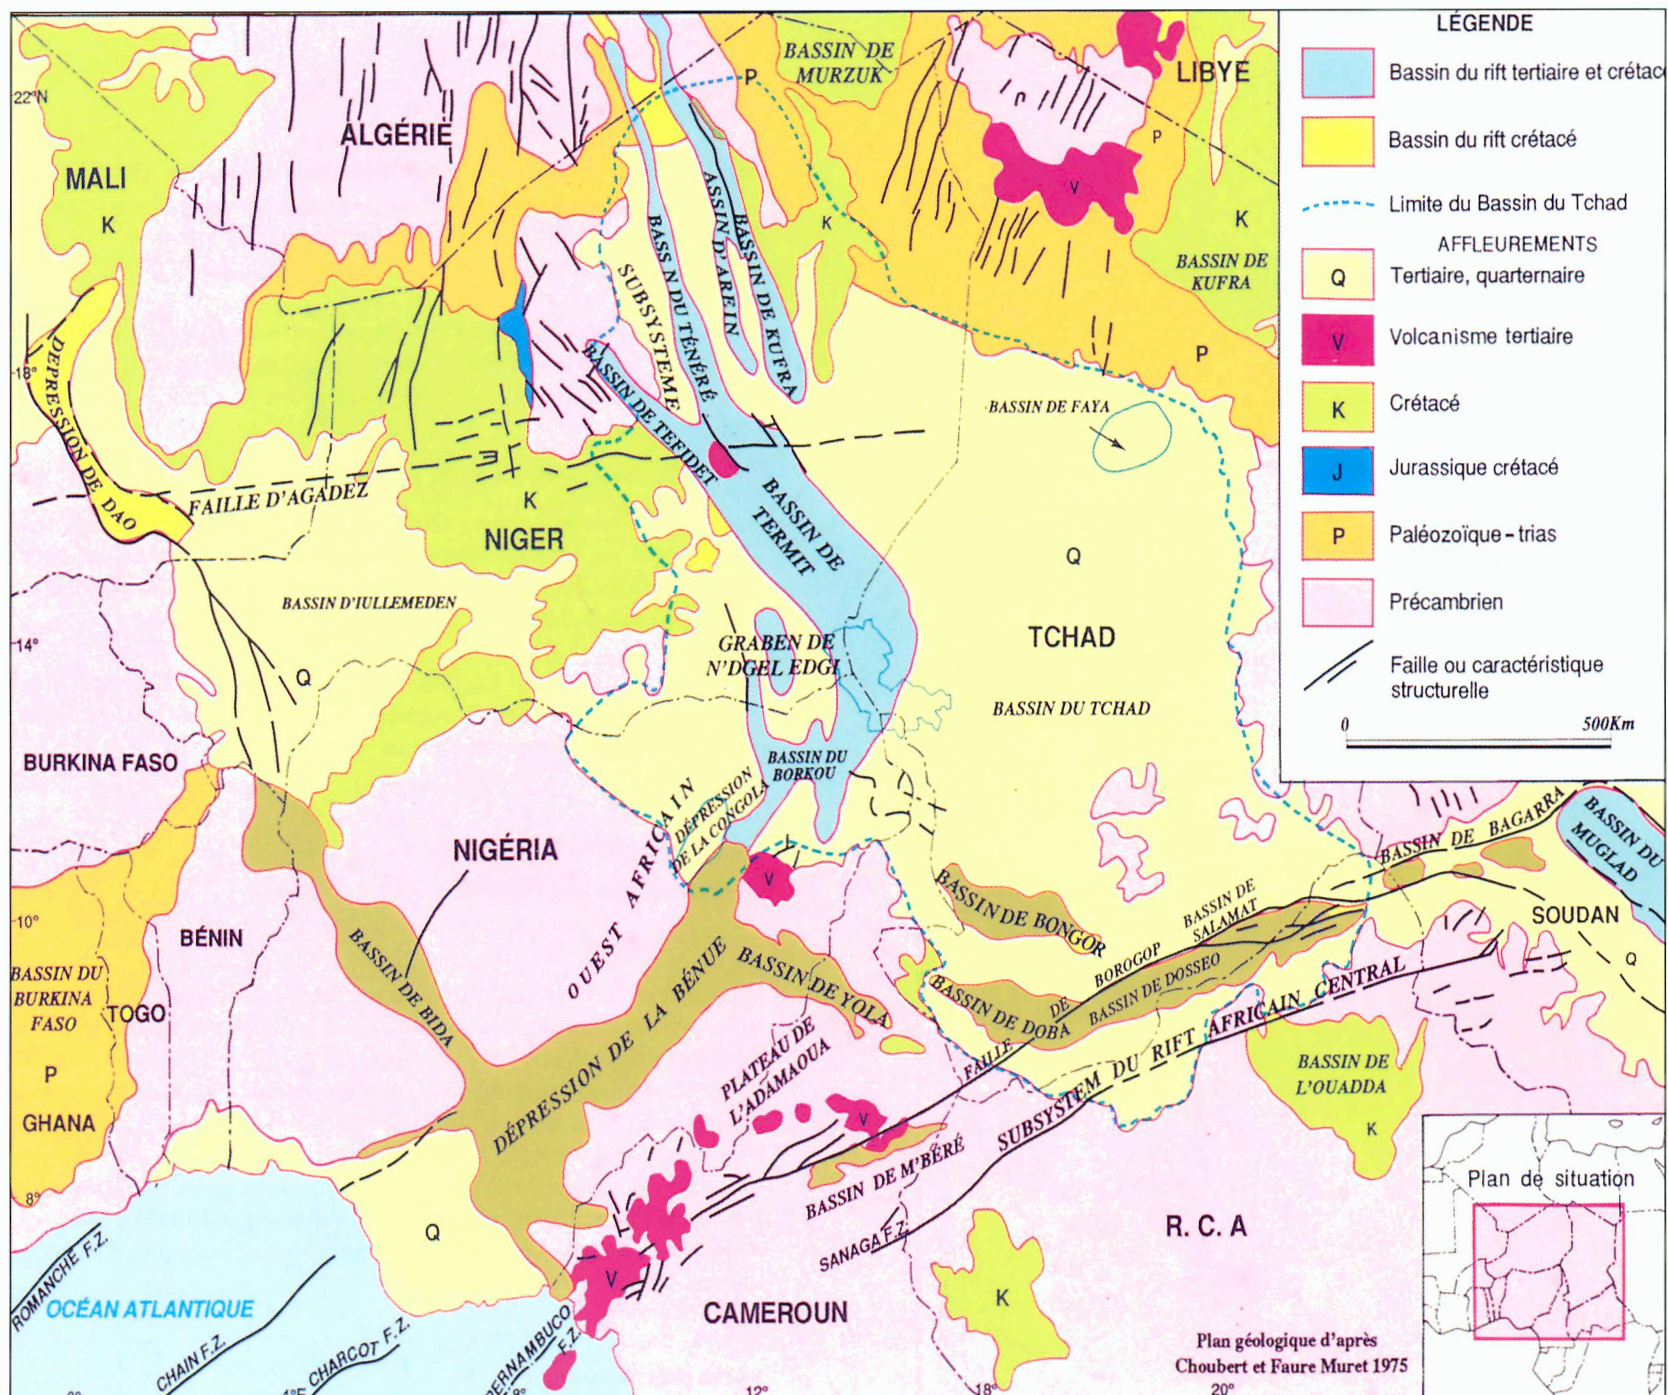 LÉGENDE
Bassin du rift tertiaire et crétac
Bassin du rift crétacé
Limite du Bassin du Tchad
AFFLEUREMENTS
Q Tertiaire, quarternaire
V Volcanisme tertiaire
K Crétacé
J Jurassique crétacé
P Paléozoïque - trias
Précambrien
Faille ou caractéristique
structurelle
0 500Km
22°N
18°
14°
10°
8°
BASSIN DE
MURZUK
P
LIBYE
ALGÉRIE
MALI
K
V
P
K
K
BASSIN DE
KUFRA
P
SUBSYSTEME
BASS N DU TÉNÉRÉ
ASSIN D'AREIN
BASSIN DE KUFRA
BASSIN DE TEFIDET
DEPRESSION DE DAO
FAILLE D'AGADEZ
BASSIN DE FAYA
K
NIGER
BASSIN DE
TERMIT
Q
BASSIN D'IULLEMEDEN
Q
GRABEN DE
N'DGEL EDGI
TCHAD
BASSIN DU TCHAD
BURKINA FASO
BASSIN DU
BORKOU
DÉPRESSION
DE LA CONGOLA
OUEST AFRICAIN
NIGÉRIA
V
BASSIN DE BAGARRA
BASSIN DU
MUGLAD
BASSIN DE BONGOR
BASSIN DE
SALAMAT
SOUDAN
Q
BÉNIN
BASSIN DE BIDA
BASSIN DU
BURKINA
FASO
TOGO
P
GHANA
BASSIN DE YOLA
DÉPRESSION DE LA BÉNUE
BASSIN DE DOBA
BASSIN DE DOSSEO
FAILLE DE BOROGOP
SUBSYSTEM DU RIFT AFRICAIN CENTRAL
PLATEAU DE
L'ADAMAOUA
V
BASSIN DE
L'OUADDA
K
BASSIN DE M'BÉRÉ
SANAGA F.Z.
R.C.A
Q
V
K
CAMEROUN
ROMANCHE F.Z.
OCÉAN ATLANTIQUE
CHAIN F.Z.
CHARCOT F.Z.
PERNAMBUCO
F.Z.
Plan de situation
Plan géologique d'après
Choubert et Faure Muret 1975
12°
18°
20°